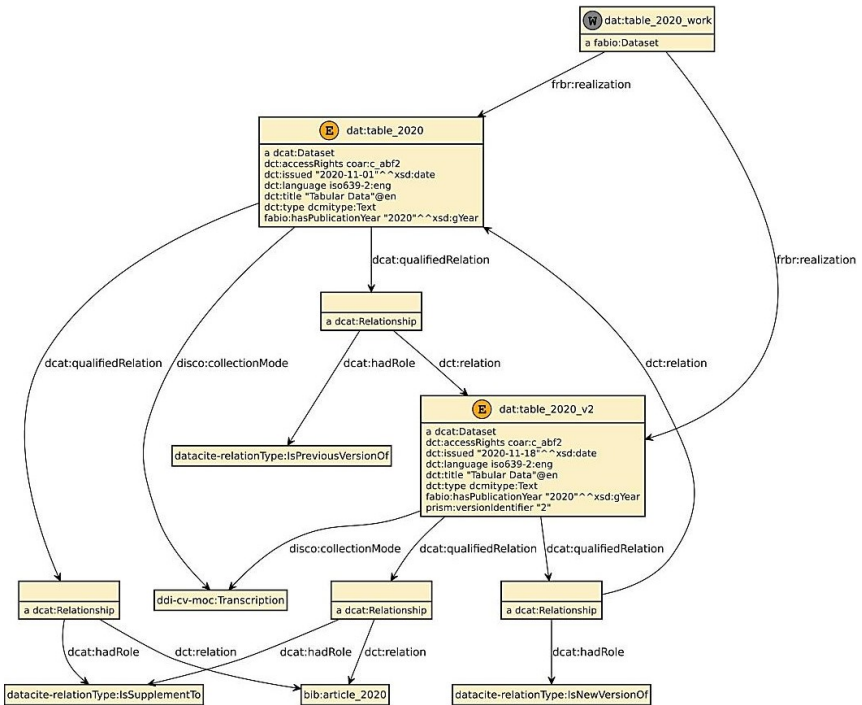 W dat:table_2020_work
a fabio:Dataset
frbr:realization
E dat:table_2020
a dcat:Dataset
dct:accessRights coar:c_abf2
dct:issued "2020-11-01"^^xsd:date
dct:language iso639-2:eng
dct:title "Tabular Data"@en
dct:type dcmitype:Text
fabio:hasPublicationYear "2020"^^xsd:gYear
dcat:qualifiedRelation
frbr:realization
a dcat:Relationship
dcat:qualifiedRelation
disco:collectionMode
dcat:hadRole
dct:relation
dct:relation
E dat:table_2020_v2
a dcat:Dataset
dct:accessRights coar:c_abf2
dct:issued "2020-11-18"^^xsd:date
dct:language iso639-2:eng
dct:title "Tabular Data"@en
dct:type dcmitype:Text
fabio:hasPublicationYear "2020"^^xsd:gYear
prism:versionIdentifier "2"
datacite-relationType:IsPreviousVersionOf
disco:collectionMode
dcat:qualifiedRelation
dcat:qualifiedRelation
a dcat:Relationship
ddi-cv-moc:Transcription
a dcat:Relationship
a dcat:Relationship
dcat:hadRole
dct:relation
dcat:hadRole
dct:relation
dcat:hadRole
datacite-relationType:IsSupplementTo
bib:article_2020
datacite-relationType:IsNewVersionOf